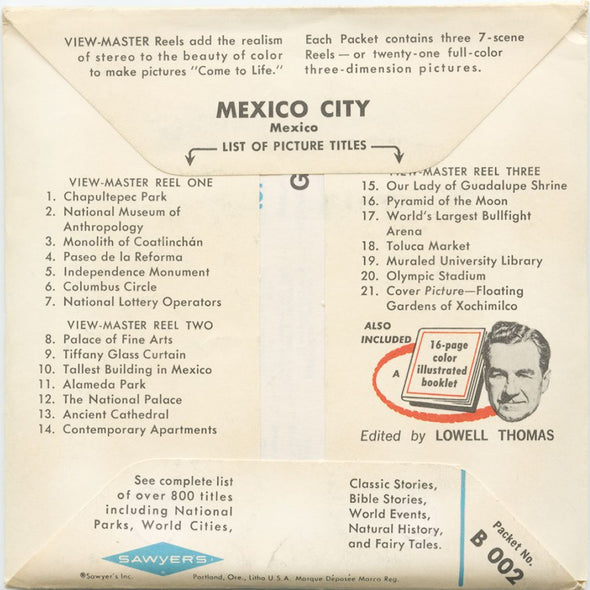 VIEW-MASTER Reels add the realism
of stereo to the beauty of color
to make pictures "Come to Life."
Each Packet contains three 7-scene
Reels — or twenty-one full-color
three-dimension pictures.
MEXICO CITY
Mexico
LIST OF PICTURE TITLES
VIEW-MASTER REEL ONE
1. Chapultepec Park
2. National Museum of
Anthropology
3. Monolith of Coatlinchán
4. Paseo de la Reforma
5. Independence Monument
6. Columbus Circle
7. National Lottery Operators
VIEW-MASTER REEL TWO
8. Palace of Fine Arts
9. Tiffany Glass Curtain
10. Tallest Building in Mexico
11. Alameda Park
12. The National Palace
13. Ancient Cathedral
14. Contemporary Apartments
G
VIEW-MASTER REEL THREE
15. Our Lady of Guadalupe Shrine
16. Pyramid of the Moon
17. World's Largest Bullfight
Arena
18. Toluca Market
19. Muraled University Library
20. Olympic Stadium
21. Cover Picture—Floating
Gardens of Xochimilco
ALSO
INCLUDED
A
16-page
color
illustrated
booklet
Edited by LOWELL THOMAS
See complete list
of over 800 titles
including National
Parks, World Cities,
Classic Stories,
Bible Stories,
World Events,
Natural History,
and Fairy Tales.
SAWYER'S
®Sawyer's Inc.
Portland, Ore., Litho U.S.A. Marque Déposée Marca Reg.
Packet No.
B 002